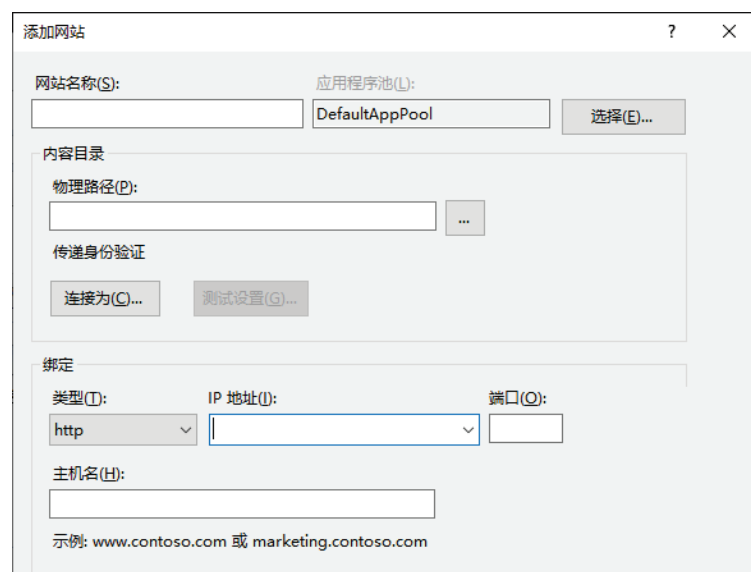 添加网站
?
网站名称(S):
应用程序池(L):
DefaultAppPool
选择(E)...
内容目录
物理路径(P):
...
传递身份验证
连接为(C)...
测试设置(G)...
绑定
类型(T):
IP 地址(I):
端口(O):
http
主机名(H):
示例: www.contoso.com 或 marketing.contoso.com